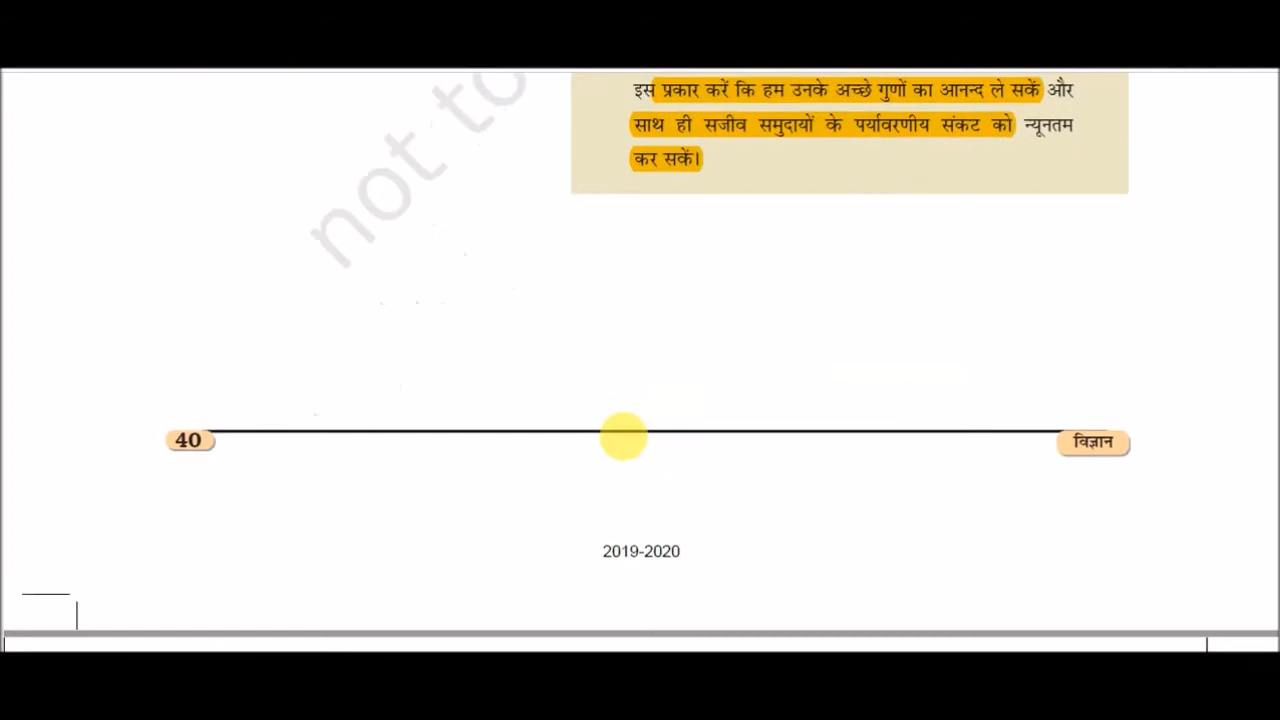 इस प्रकार करें कि हम उनके अच्छे गुणों का आनन्द ले सकें और
साथ ही सजीव समुदायों के पर्यावरणीय संकट को न्यूनतम
कर सकें।
not to
40
विज्ञान
2019-2020